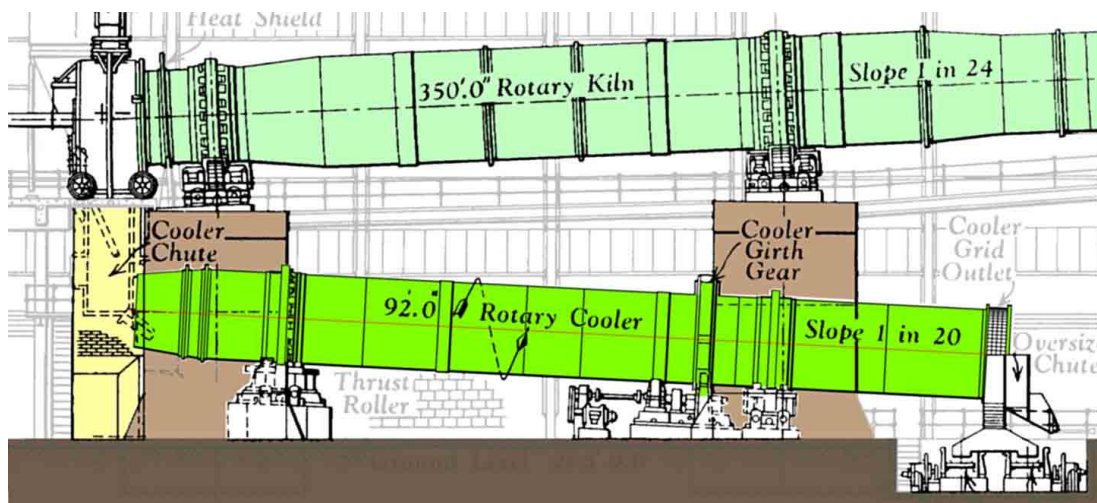 Heat Shield
350'.0" Rotary Kiln
Slope 1 in 24
Cooler
Chute
Cooler
Girth
Gear
Cooler
Grid
Outlet
92'.0" Rotary Cooler
Slope 1 in 20
Oversize
Chute
Thrust
Roller
Ground Level